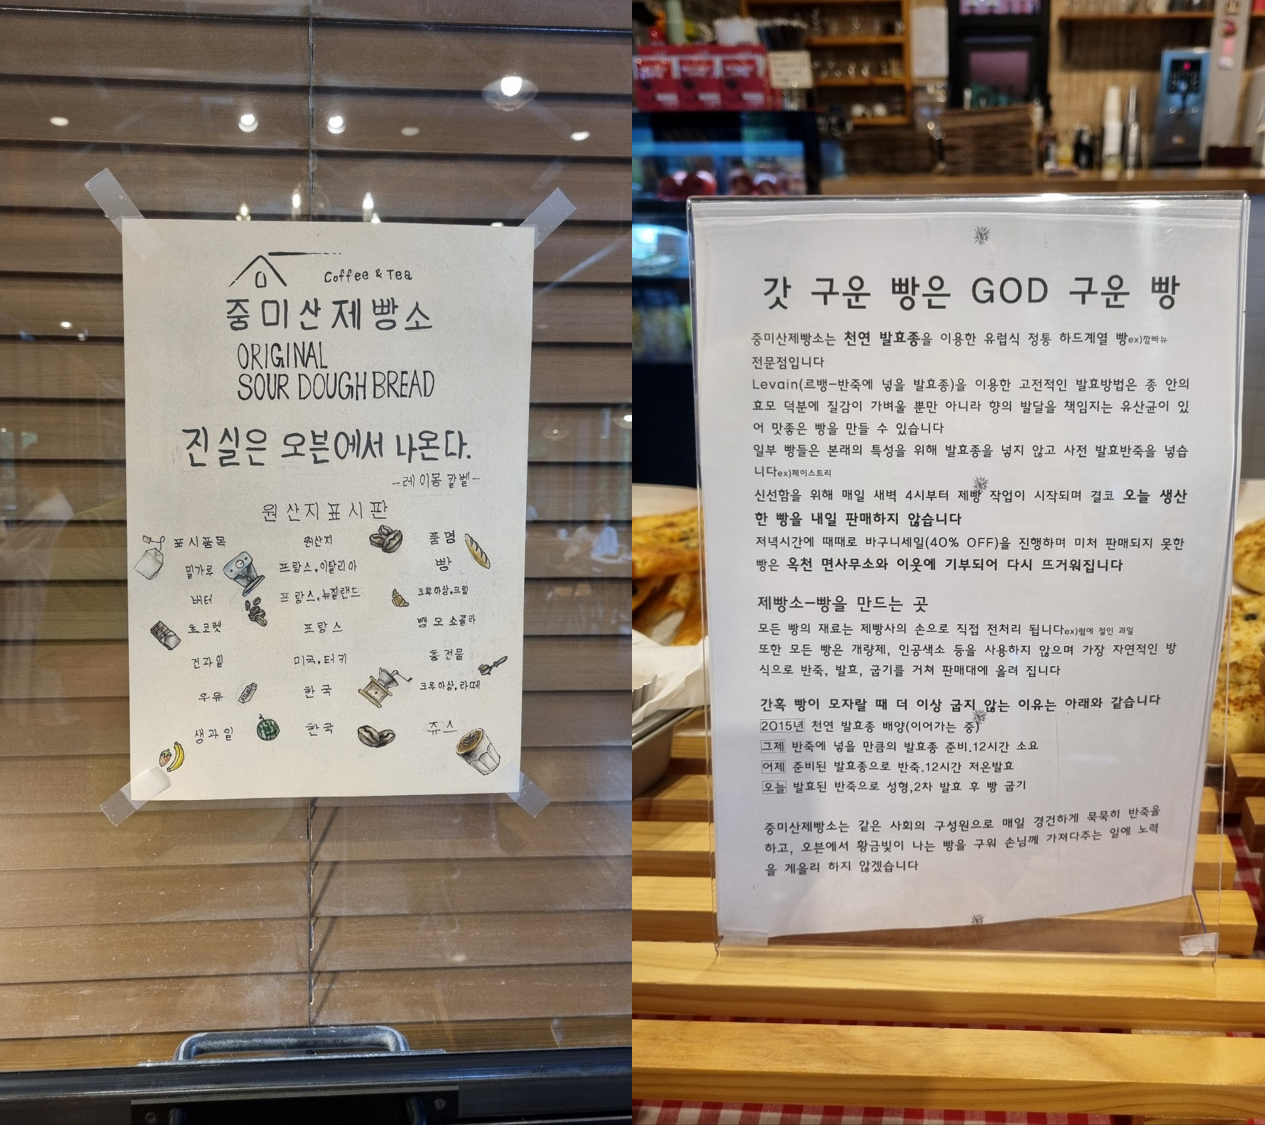 Coffee & Tea
중미산제빵소
ORIGINAL
SOUR DOUGH BREAD
진실은 오븐에서 나온다.
-레이몽 칼벨-
원산지표시판
표시품목 원산지 품명
밀가루 프랑스,이탈리아 빵
버터 프랑스,뉴질랜드
초코렛 프랑스 뺑오쇼콜라
건과일 미국,터키
우유 한국 크루아상,라떼
생과일 한국 쥬스
갓 구운 빵은 GOD 구운 빵
중미산제빵소는 천연 발효종을 이용한 유럽식 정통 하드계열 빵ex)깜빠뉴
전문점입니다
Levain(르뱅-반죽에 넣을 발효종)을 이용한 고전적인 발효방법은 종 안의
효모 덕분에 질감이 가벼울 뿐만 아니라 향의 발달을 책임지는 유산균이 있
어 맛좋은 빵을 만들 수 있습니다
일부 빵들은 본래의 특성을 위해 발효종을 넣지 않고 사전 발효반죽을 넣습
니다ex)페이스트리
신선함을 위해 매일 새벽 4시부터 제빵 작업이 시작되며 결코 오늘 생산
한 빵을 내일 판매하지 않습니다
저녁시간에 때때로 바구니세일(40% OFF)을 진행하며 미처 판매되지 못한
빵은 옥천 면사무소와 이웃에 기부되어 다시 뜨거워집니다
제빵소-빵을 만드는 곳
모든 빵의 재료는 제빵사의 손으로 직접 전처리 됩니다ex)럼에 절인 과일
또한 모든 빵은 개량제, 인공색소 등을 사용하지 않으며 가장 자연적인 방
식으로 반죽, 발효, 굽기를 거쳐 판매대에 올려 집니다
간혹 빵이 모자랄 때 더 이상 굽지 않는 이유는 아래와 같습니다
2015년 천연 발효종 배양(이어가는 중)
그제 반죽에 넣을 만큼의 발효종 준비.12시간 소요
어제 준비된 발효종으로 반죽.12시간 저온발효
오늘 발효된 반죽으로 성형,2차 발효 후 빵 굽기
중미산제빵소는 같은 사회의 구성원으로 매일 경건하게 묵묵히 반죽을
하고, 오븐에서 황금빛이 나는 빵을 구워 손님께 가져다주는 일에 노력
을 게을리 하지 않겠습니다